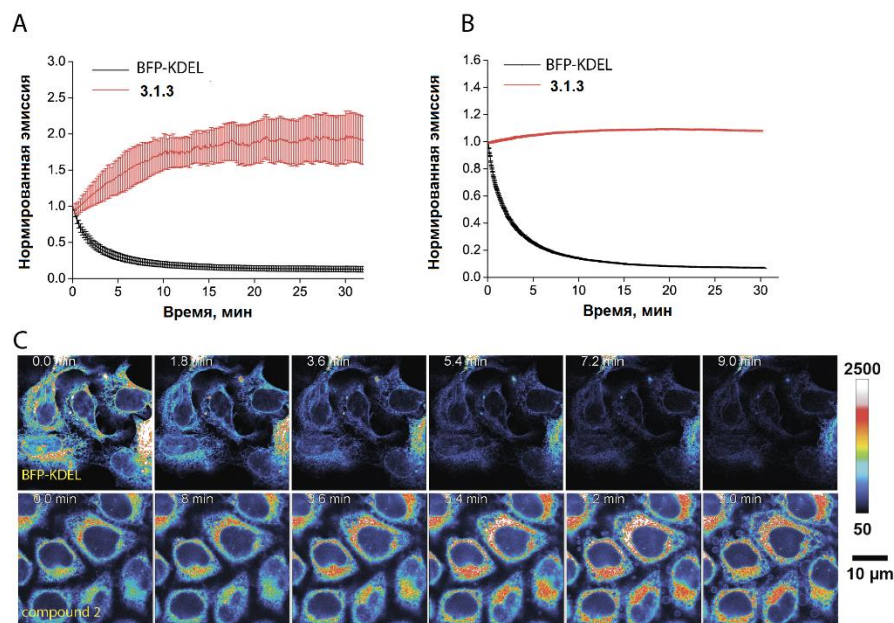 A
Нормированная эмиссия
3.0
2.5
2.0
1.5
1.0
0.5
0.0
BFP-KDEL
3.1.3
0 5 10 15 20 25 30
Время, мин
B
Нормированная эмиссия
1.6
1.4
1.2
1.0
0.8
0.6
0.4
0.2
0.0
BFP-KDEL
3.1.3
0 5 10 15 20 25 30
Время, мин
C
0.0 min 1.8 min 3.6 min 5.4 min 7.2 min 9.0 min
BFP-KDEL
0.0 min .8 min 3.6 min 5.4 min .2 min .0 min
compound 2
2500
50
10 µm